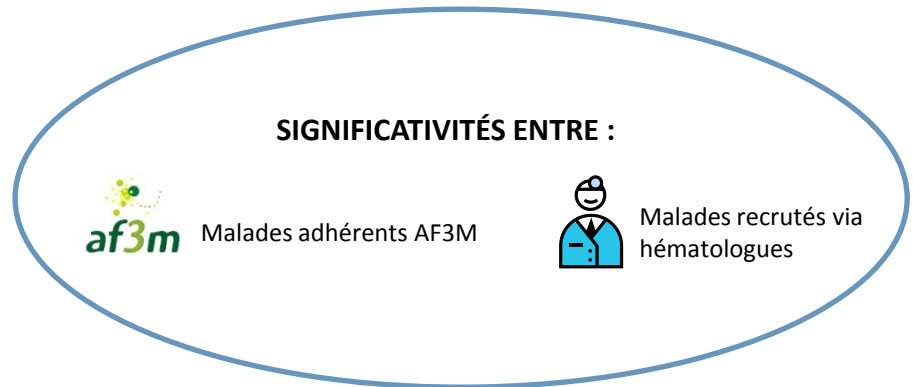 SIGNIFICATIVITÉS ENTRE :
af3m
Malades adhérents AF3M
Malades recrutés via
hématologues